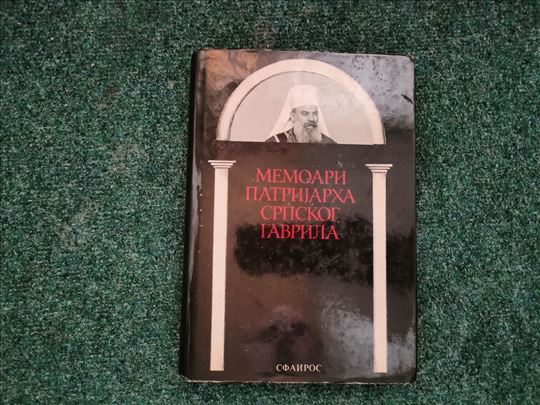 МЕМОАРИ
ПАТРИЈАРХА
СРПСКОГ
ГАВРИЛА
СФАИРОС